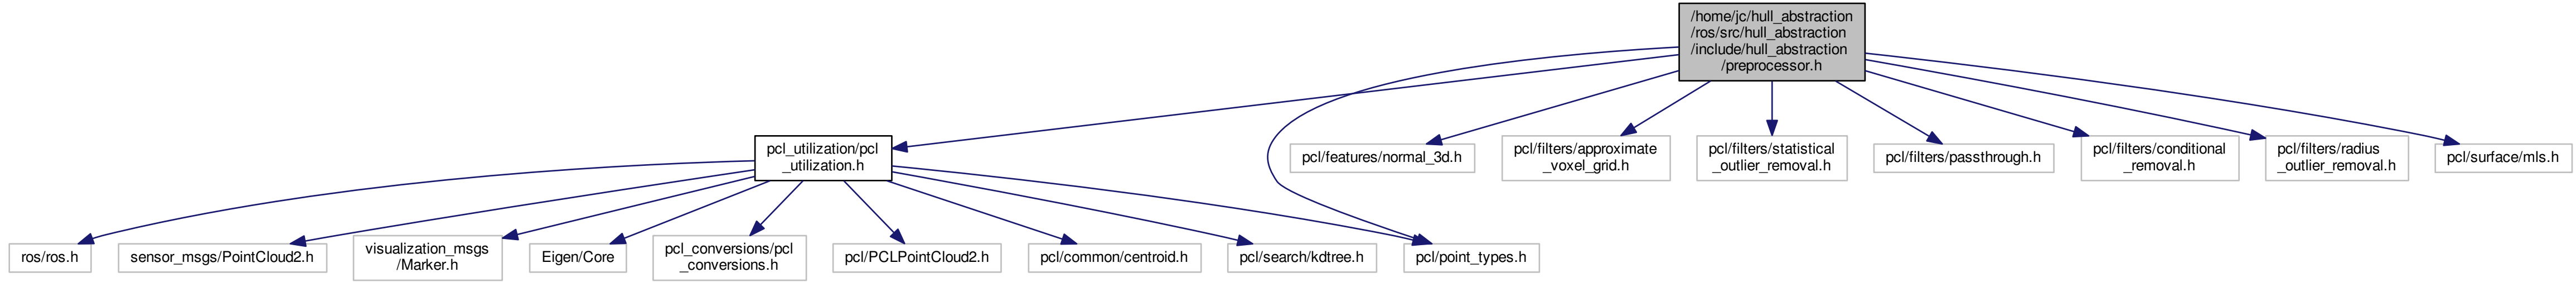 /home/jc/hull_abstraction
/ros/src/hull_abstraction
/include/hull_abstraction
/preprocessor.h
pcl_utilization/pcl
_utilization.h
pcl/features/normal_3d.h
pcl/filters/approximate
_voxel_grid.h
pcl/filters/statistical
_outlier_removal.h
pcl/filters/passthrough.h
pcl/filters/conditional
_removal.h
pcl/filters/radius
_outlier_removal.h
pcl/surface/mls.h
ros/ros.h
sensor_msgs/PointCloud2.h
visualization_msgs
/Marker.h
Eigen/Core
pcl_conversions/pcl
_conversions.h
pcl/PCLPointCloud2.h
pcl/common/centroid.h
pcl/search/kdtree.h
pcl/point_types.h